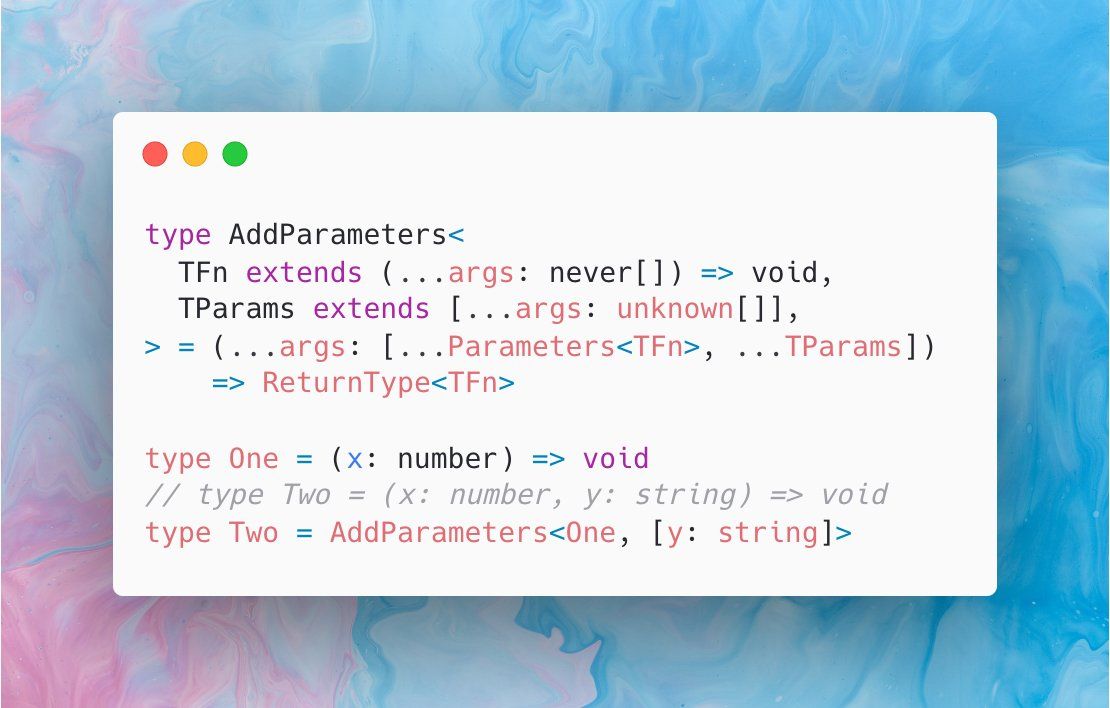 type AddParameters<
  TFn extends (...args: never[]) => void,
  TParams extends [...args: unknown[]],
> = (...args: [...Parameters<TFn>, ...TParams])
    => ReturnType<TFn>

type One = (x: number) => void
// type Two = (x: number, y: string) => void
type Two = AddParameters<One, [y: string]>